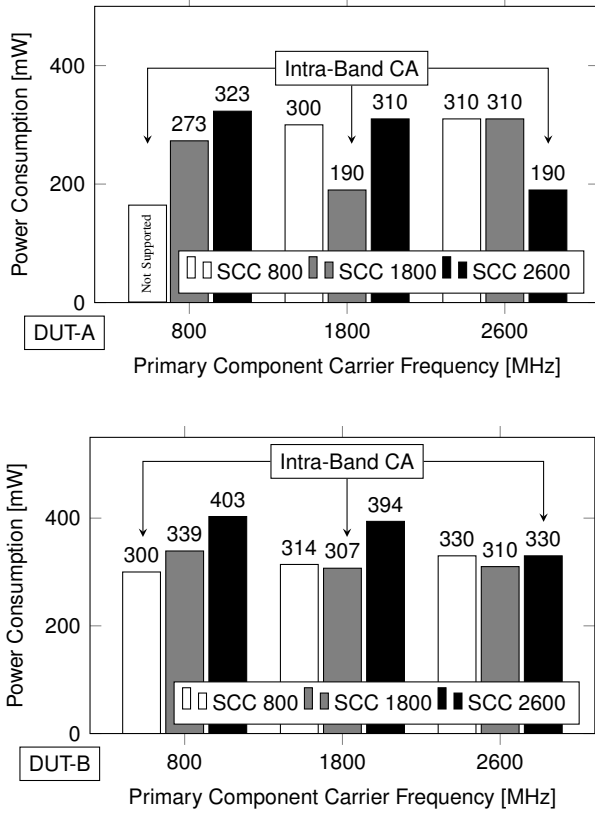 Power Consumption [mW]
400
200
0
Intra-Band CA
273
323
300
190
310
310
310
190
Not Supported
SCC 800 SCC 1800 SCC 2600
800 1800 2600
DUT-A
Primary Component Carrier Frequency [MHz]
Power Consumption [mW]
400
200
0
Intra-Band CA
300
339
403
314
307
394
330
310
330
SCC 800 SCC 1800 SCC 2600
800 1800 2600
DUT-B
Primary Component Carrier Frequency [MHz]